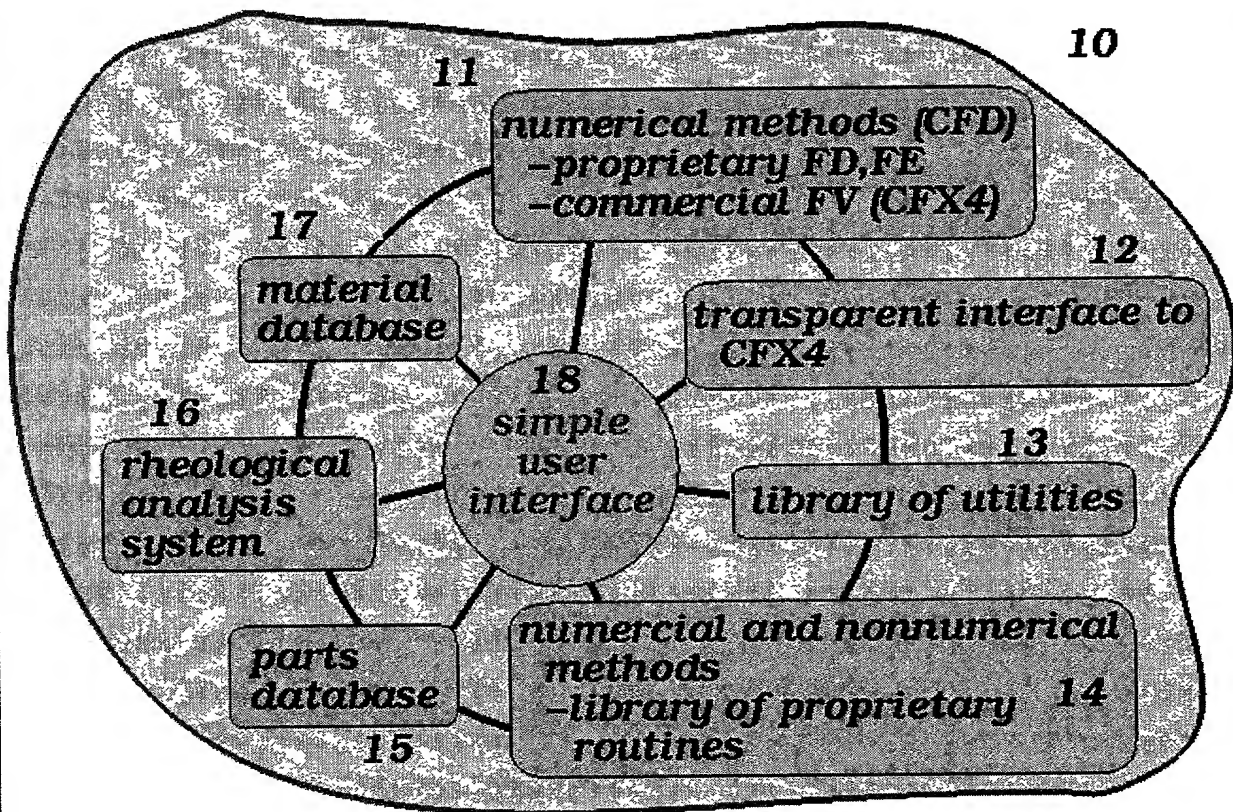 10
11
numerical methods (CFD)
–proprietary FD,FE
–commercial FV (CFX4)
17
material
database
12
transparent interface to
CFX4
18
simple
user
interface
16
rheological
analysis
system
13
library of utilities
parts
database
15
numercial and nonnumerical
methods
–library of proprietary
routines
14